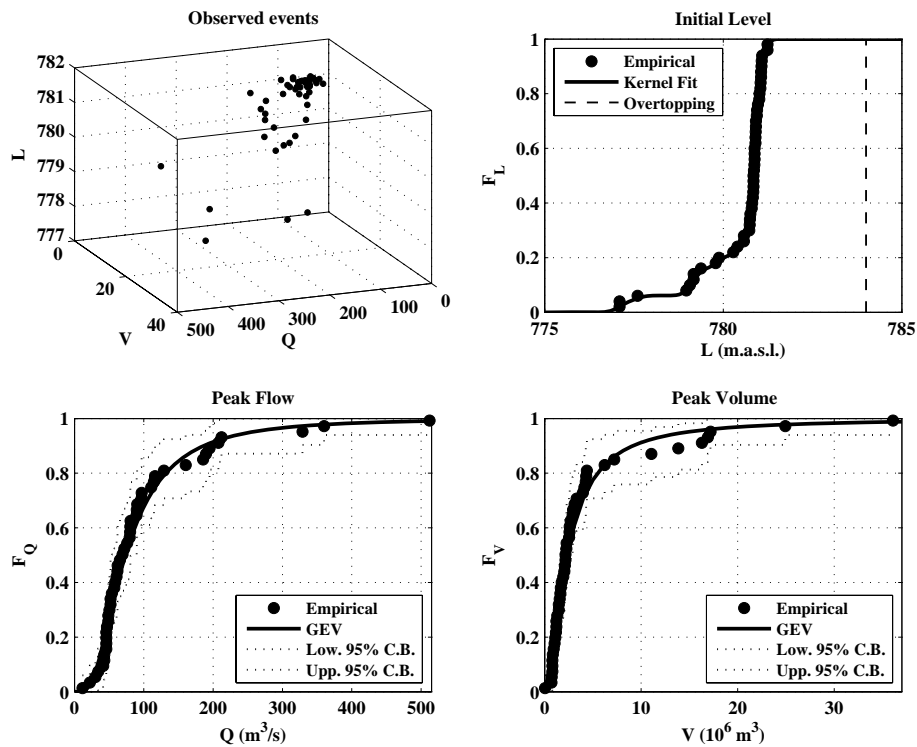 Observed events
782
781
780
779
778
777
L
0
20
40
V
500
400
300
200
100
0
Q
Initial Level
1
0.8
0.6
0.4
0.2
0
F_L
Empirical
Kernel Fit
Overtopping
775
780
785
L (m.a.s.l.)
Peak Flow
1
0.8
0.6
0.4
0.2
0
F_Q
Empirical
GEV
Low. 95% C.B.
Upp. 95% C.B.
0
100
200
300
400
500
Q (m³/s)
Peak Volume
1
0.8
0.6
0.4
0.2
0
F_V
Empirical
GEV
Low. 95% C.B.
Upp. 95% C.B.
0
10
20
30
V (10⁶ m³)